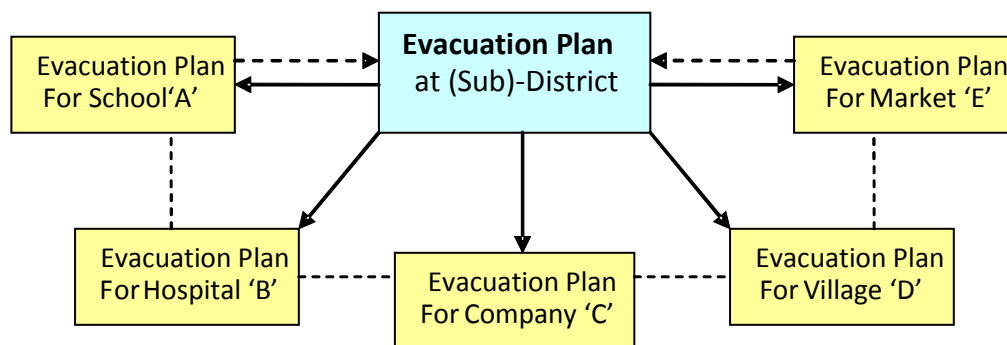 Evacuation Plan
at (Sub)-District
Evacuation Plan
For School‘A’
Evacuation Plan
For Market ‘E’
Evacuation Plan
For Hospital ‘B’
Evacuation Plan
For Company ‘C’
Evacuation Plan
For Village ‘D’